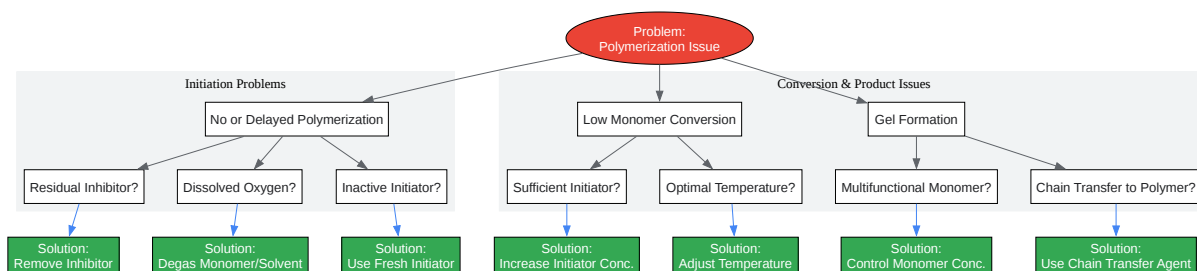 Problem:
Polymerization Issue
Initiation Problems
Conversion & Product Issues
No or Delayed Polymerization
Low Monomer Conversion
Gel Formation
Residual Inhibitor?
Dissolved Oxygen?
Inactive Initiator?
Sufficient Initiator?
Optimal Temperature?
Multifunctional Monomer?
Chain Transfer to Polymer?
Solution:
Remove Inhibitor
Solution:
Degas Monomer/Solvent
Solution:
Use Fresh Initiator
Solution:
Increase Initiator Conc.
Solution:
Adjust Temperature
Solution:
Control Monomer Conc.
Solution:
Use Chain Transfer Agent